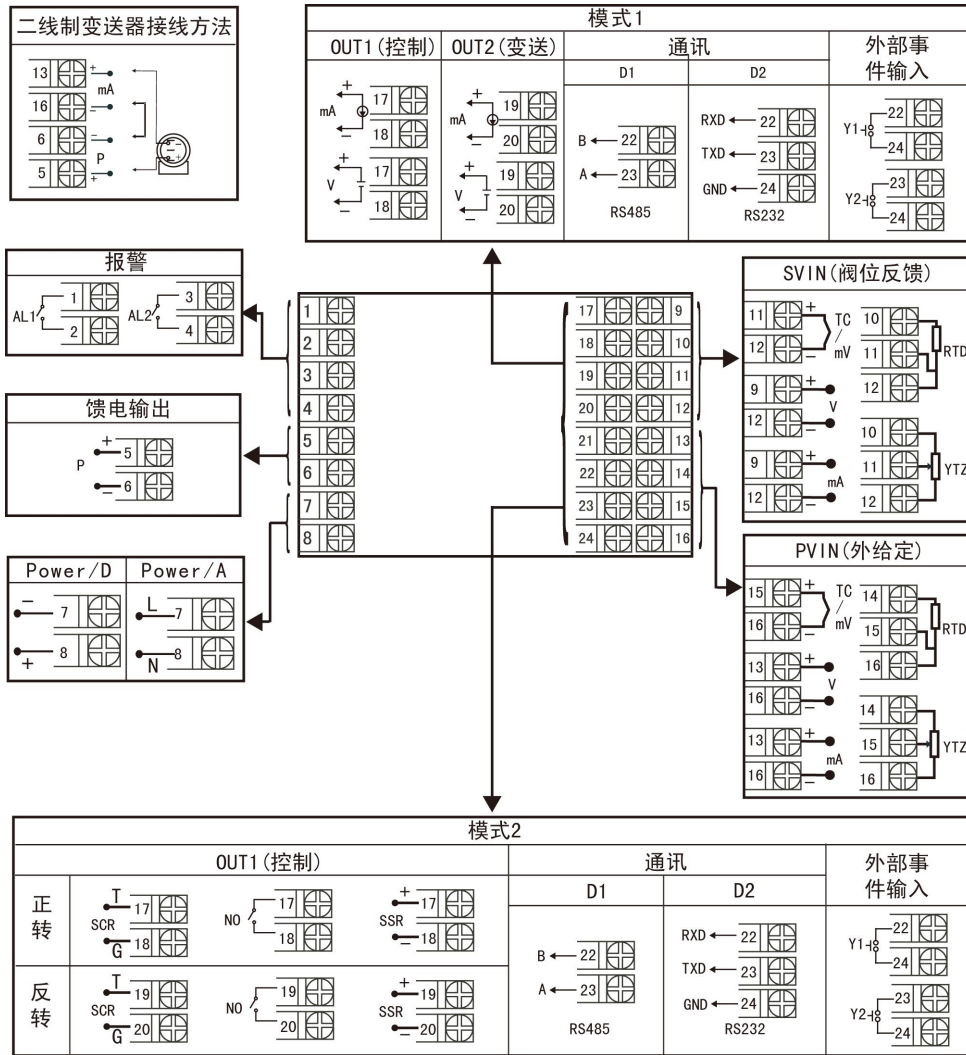 二线制变送器接线方法
13 +
mA
16 −
6 −
P
5 +
模式1
OUT1(控制) OUT2(变送) 通讯 外部事件输入
D1 D2
+ 17
mA
− 18
+ 17
V
− 18
+ 19
mA
− 20
+ 19
V
− 20
B 22
A 23
RS485
RXD 22
TXD 23
GND 24
RS232
22
Y1
24
23
Y2
24
报警
1
AL1
2
3
AL2
4
馈电输出
+ 5
P
− 6
Power/D Power/A
− 7
+ 8
L 7
N 8
1
2
3
4
5
6
7
8
17 9
18 10
19 11
20 12
21 13
22 14
23 15
24 16
SVIN(阀位反馈)
11 + TC/mV
12 −
10
11 RTD
12
9 +
V
12 −
9 +
mA
12 −
10
11 YTZ
12
PVIN(外给定)
15 + TC/mV
16 −
14
15 RTD
16
13 +
V
16 −
13 +
mA
16 −
14
15 YTZ
16
模式2
OUT1(控制) 通讯 外部事件输入
D1 D2
正转
T 17
SCR
G 18
17
NO
18
+ 17
SSR
− 18
反转
T 19
SCR
G 20
19
NO
20
+ 19
SSR
− 20
B 22
A 23
RS485
RXD 22
TXD 23
GND 24
RS232
22
Y1
24
23
Y2
24